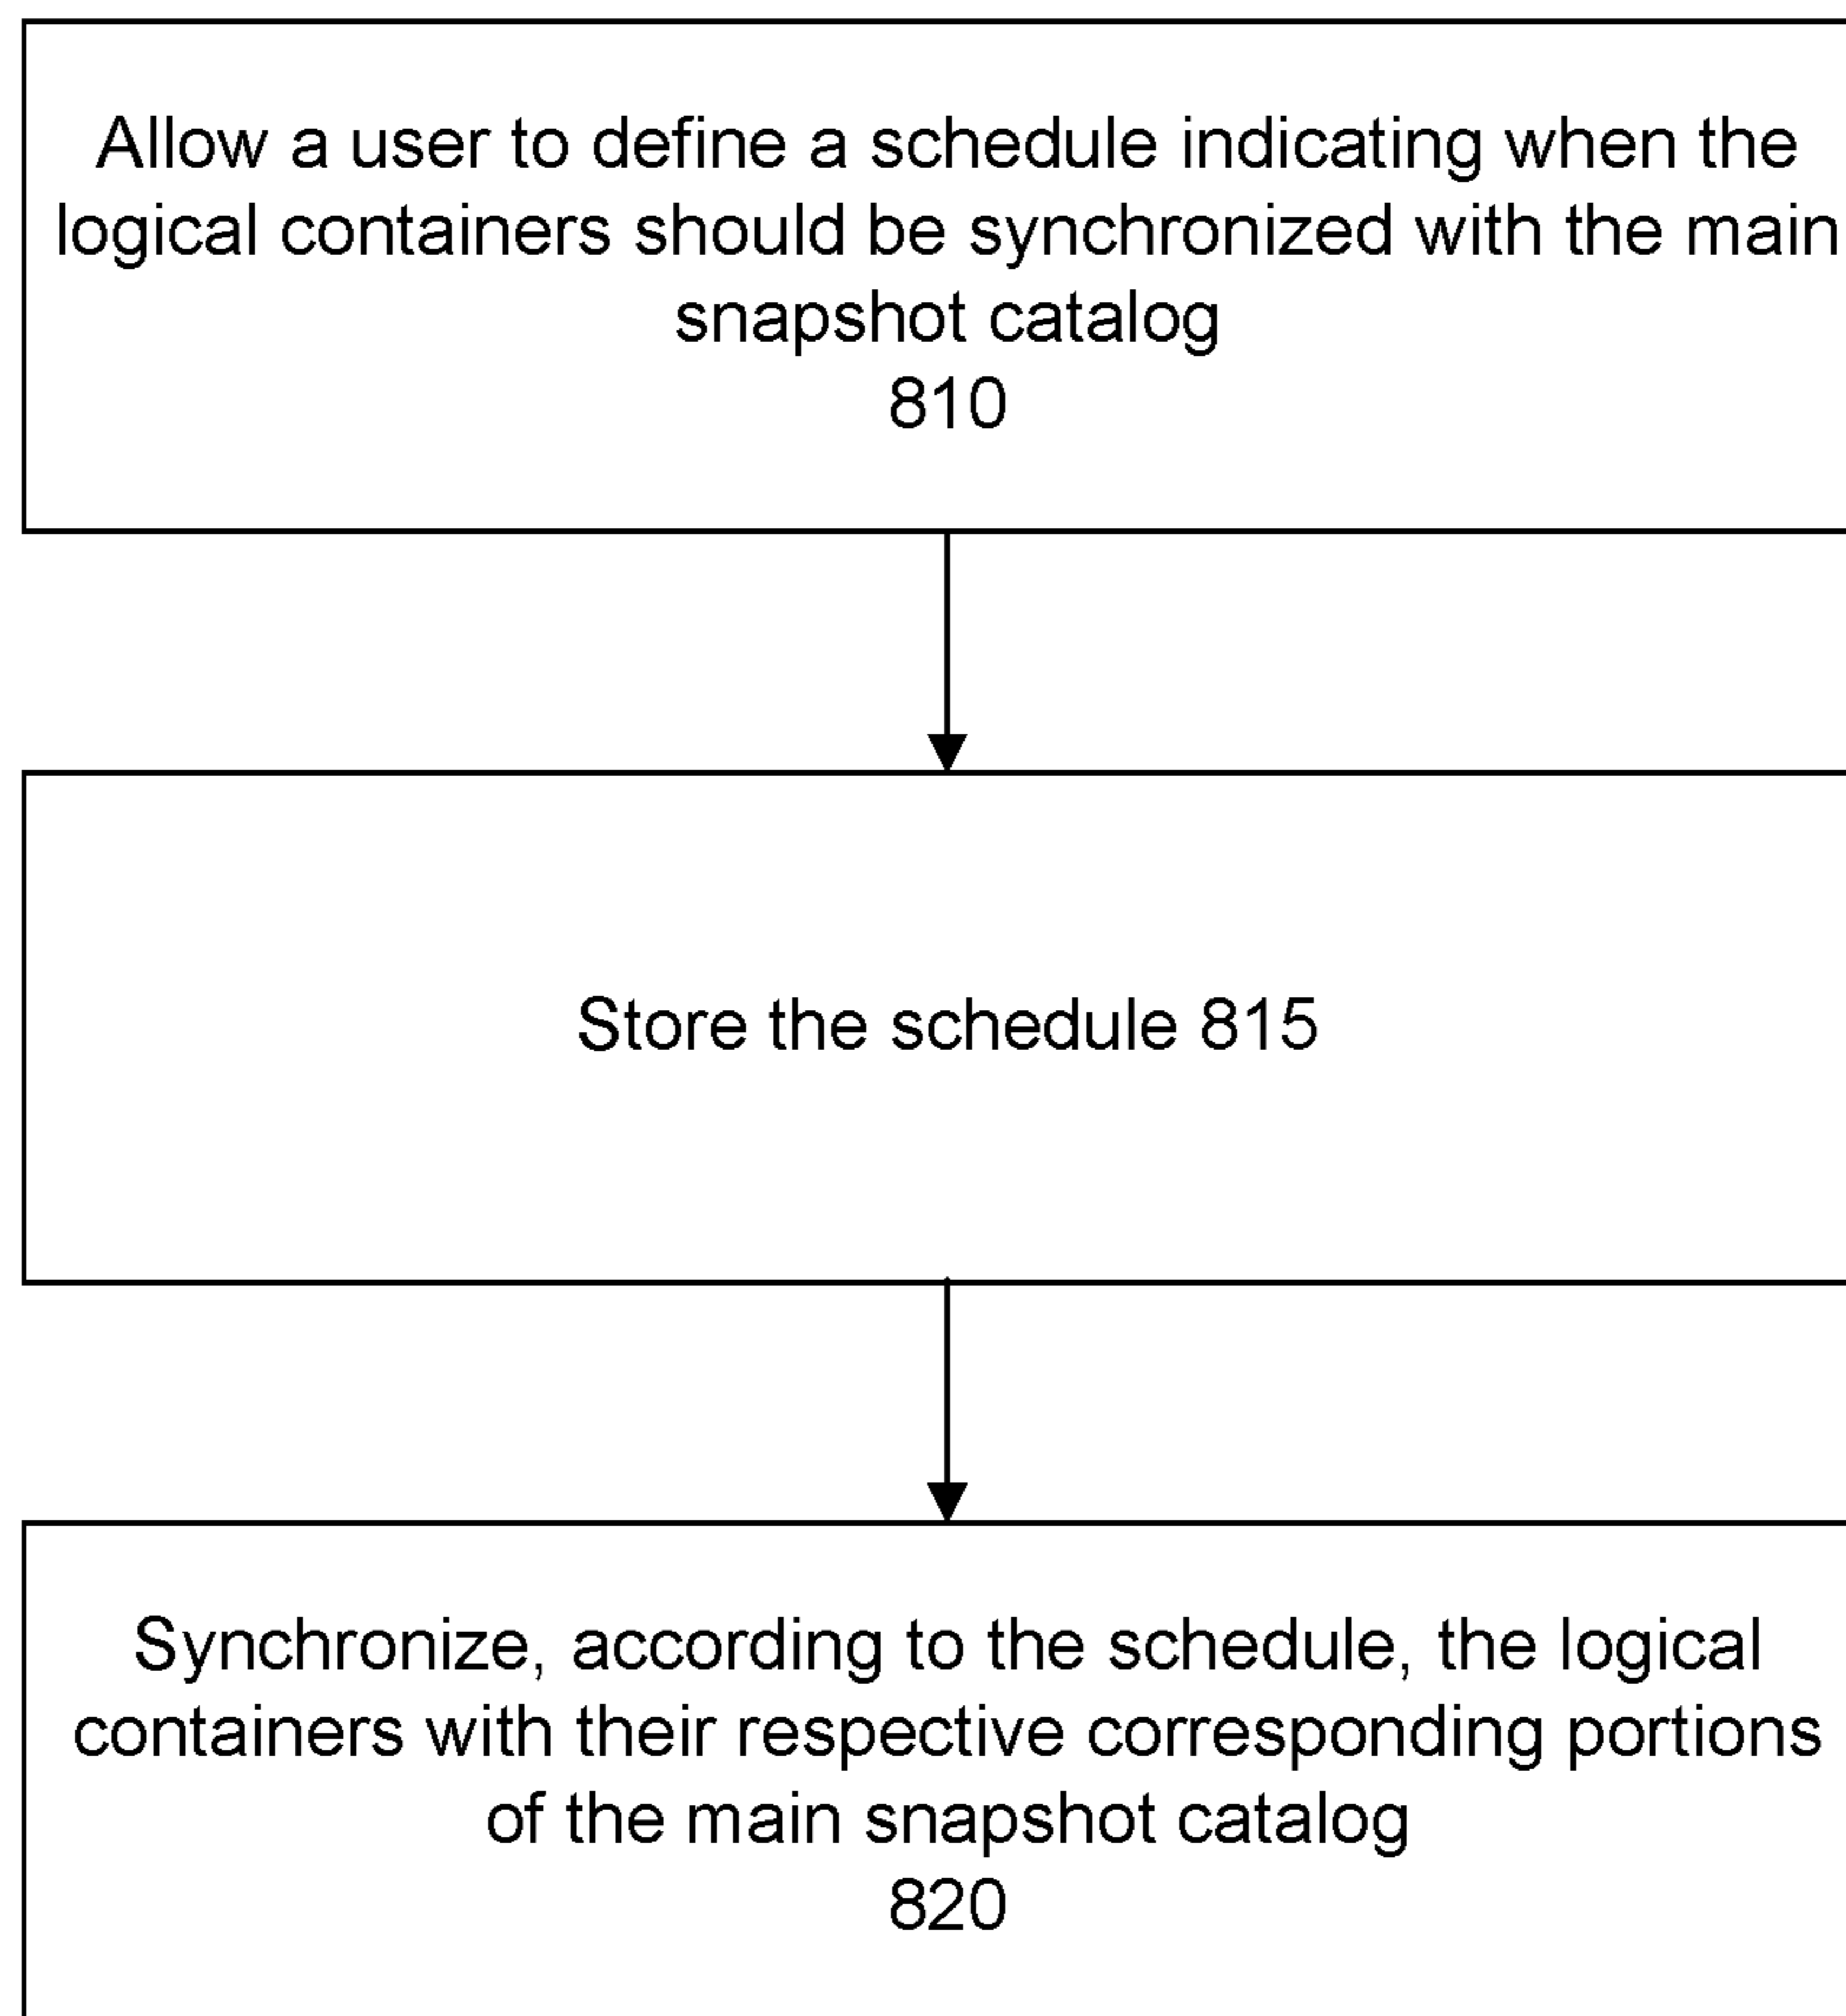 Allow a user to define a schedule indicating when the
logical containers should be synchronized with the main
snapshot catalog
810
Store the schedule 815
Synchronize, according to the schedule, the logical
containers with their respective corresponding portions
of the main snapshot catalog
820